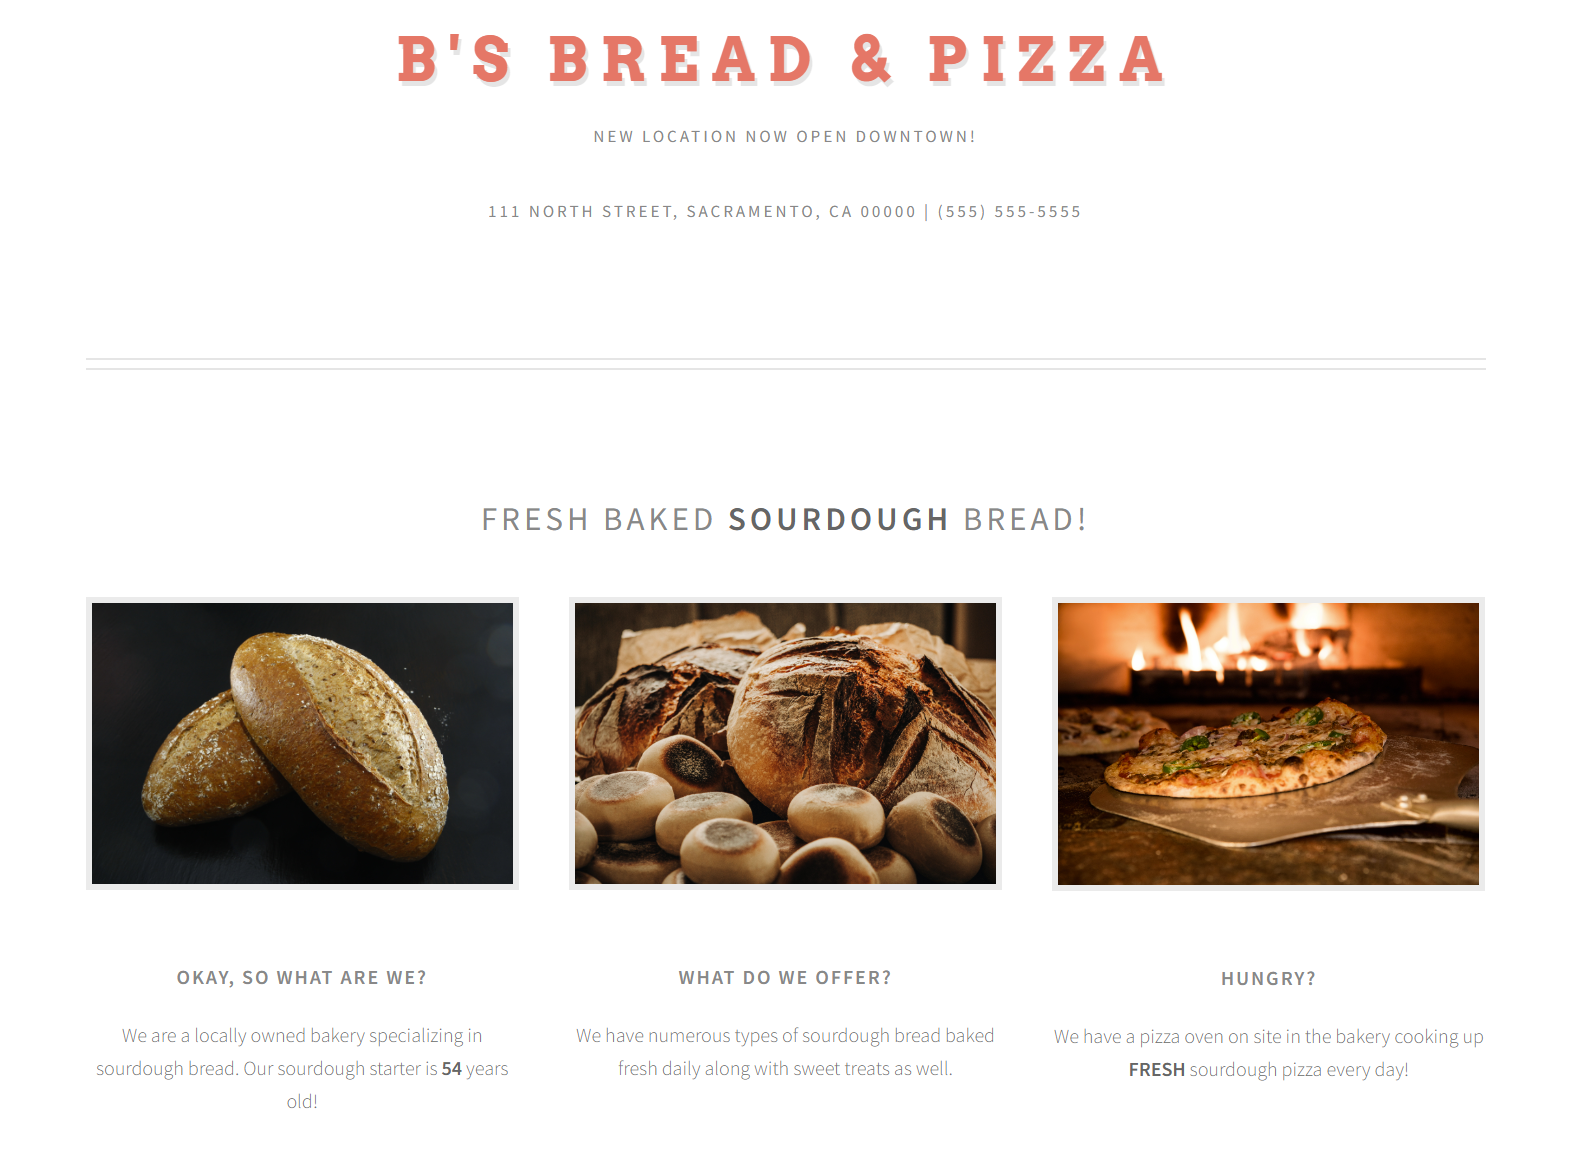 B'S BREAD & PIZZA
NEW LOCATION NOW OPEN DOWNTOWN!
111 NORTH STREET, SACRAMENTO, CA 00000 | (555) 555-5555
FRESH BAKED SOURDOUGH BREAD!
OKAY, SO WHAT ARE WE?
We are a locally owned bakery specializing in
sourdough bread. Our sourdough starter is 54 years
old!
WHAT DO WE OFFER?
We have numerous types of sourdough bread baked
fresh daily along with sweet treats as well.
HUNGRY?
We have a pizza oven on site in the bakery cooking up
FRESH sourdough pizza every day!